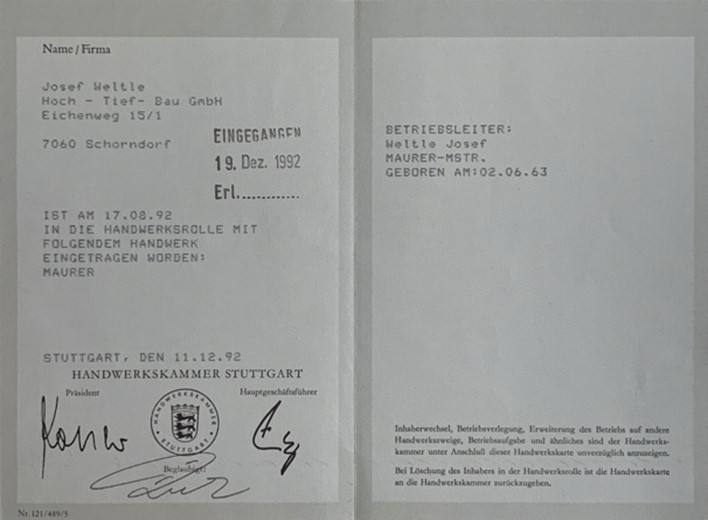 Name / Firma
Josef Weltle
Hoch - Tief- Bau GmbH
Eichenweg 15/1
7060 Schorndorf
EINGEGANGEN
19. Dez. 1992
Erl.............
IST AM 17.08.92
IN DIE HANDWERKSROLLE MIT
FOLGENDEM HANDWERK
EINGETRAGEN WORDEN:
MAURER
STUTTGART, DEN 11.12.92
HANDWERKSKAMMER STUTTGART
Präsident
Hauptgeschäftsführer
HANDWERKSKAMMER
STUTTGART
Beglaubigt:
Nr. 121/489/5
BETRIEBSLEITER:
Weltle Josef
MAURER-MSTR.
GEBOREN AM:02.06.63
Inhaberwechsel, Betriebsverlegung, Erweiterung des Betriebs auf andere
Handwerkszweige, Betriebsaufgabe und ähnliches sind der Handwerks-
kammer unter Anschluß dieser Handwerkskarte unverzüglich anzuzeigen.
Bei Löschung des Inhabers in der Handwerksrolle ist die Handwerkskarte
an die Handwerkskammer zurückzugeben.